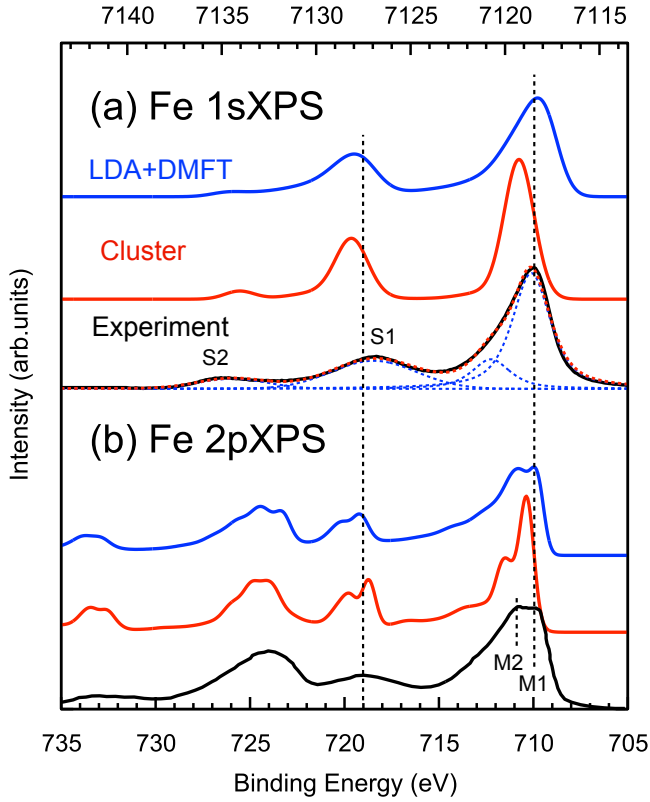 7140 7135 7130 7125 7120 7115
(a) Fe 1sXPS
LDA+DMFT
Cluster
Experiment
S1
S2
Intensity (arb.units)
(b) Fe 2pXPS
M2
M1
735 730 725 720 715 710 705
Binding Energy (eV)